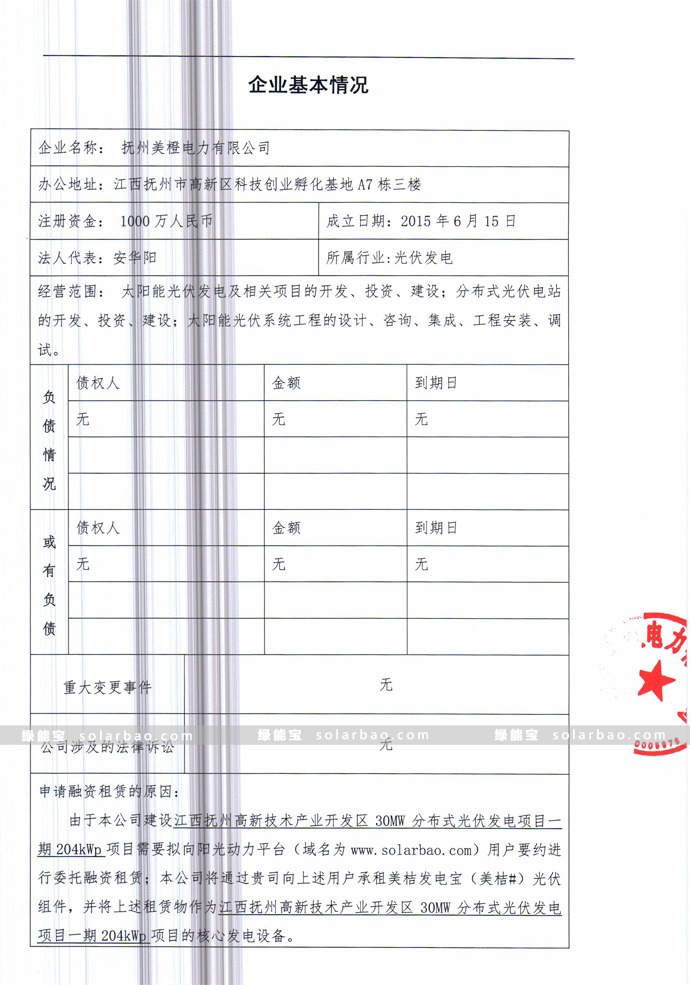 企业基本情况
企业名称： 抚州美橙电力有限公司
办公地址：江西抚州市高新区科技创业孵化基地 A7 栋三楼
注册资金： 1000 万人民币
成立日期：2015 年 6 月 15 日
法人代表：安华阳
所属行业:光伏发电
经营范围： 太阳能光伏发电及相关项目的开发、投资、建设；分布式光伏电站
的开发、投资、建设；太阳能光伏系统工程的设计、咨询、集成、工程安装、调
试。
负债情况
债权人 金额 到期日
无 无 无
或有负债
债权人 金额 到期日
无 无 无
重大变更事件 无
电力
绿能宝 solarbao.com 绿能宝 solarbao.com 绿能宝 solarbao.com
公司涉及的法律诉讼 无
0006976
申请融资租赁的原因：
由于本公司建设江西抚州高新技术产业开发区 30MW 分布式光伏发电项目一
期 204kWp 项目需要拟向阳光动力平台（域名为 www.solarbao.com）用户要约进
行委托融资租赁；本公司将通过贵司向上述用户承租美桔发电宝（美桔#）光伏
组件，并将上述租赁物作为江西抚州高新技术产业开发区 30MW 分布式光伏发电
项目一期 204kWp 项目的核心发电设备。